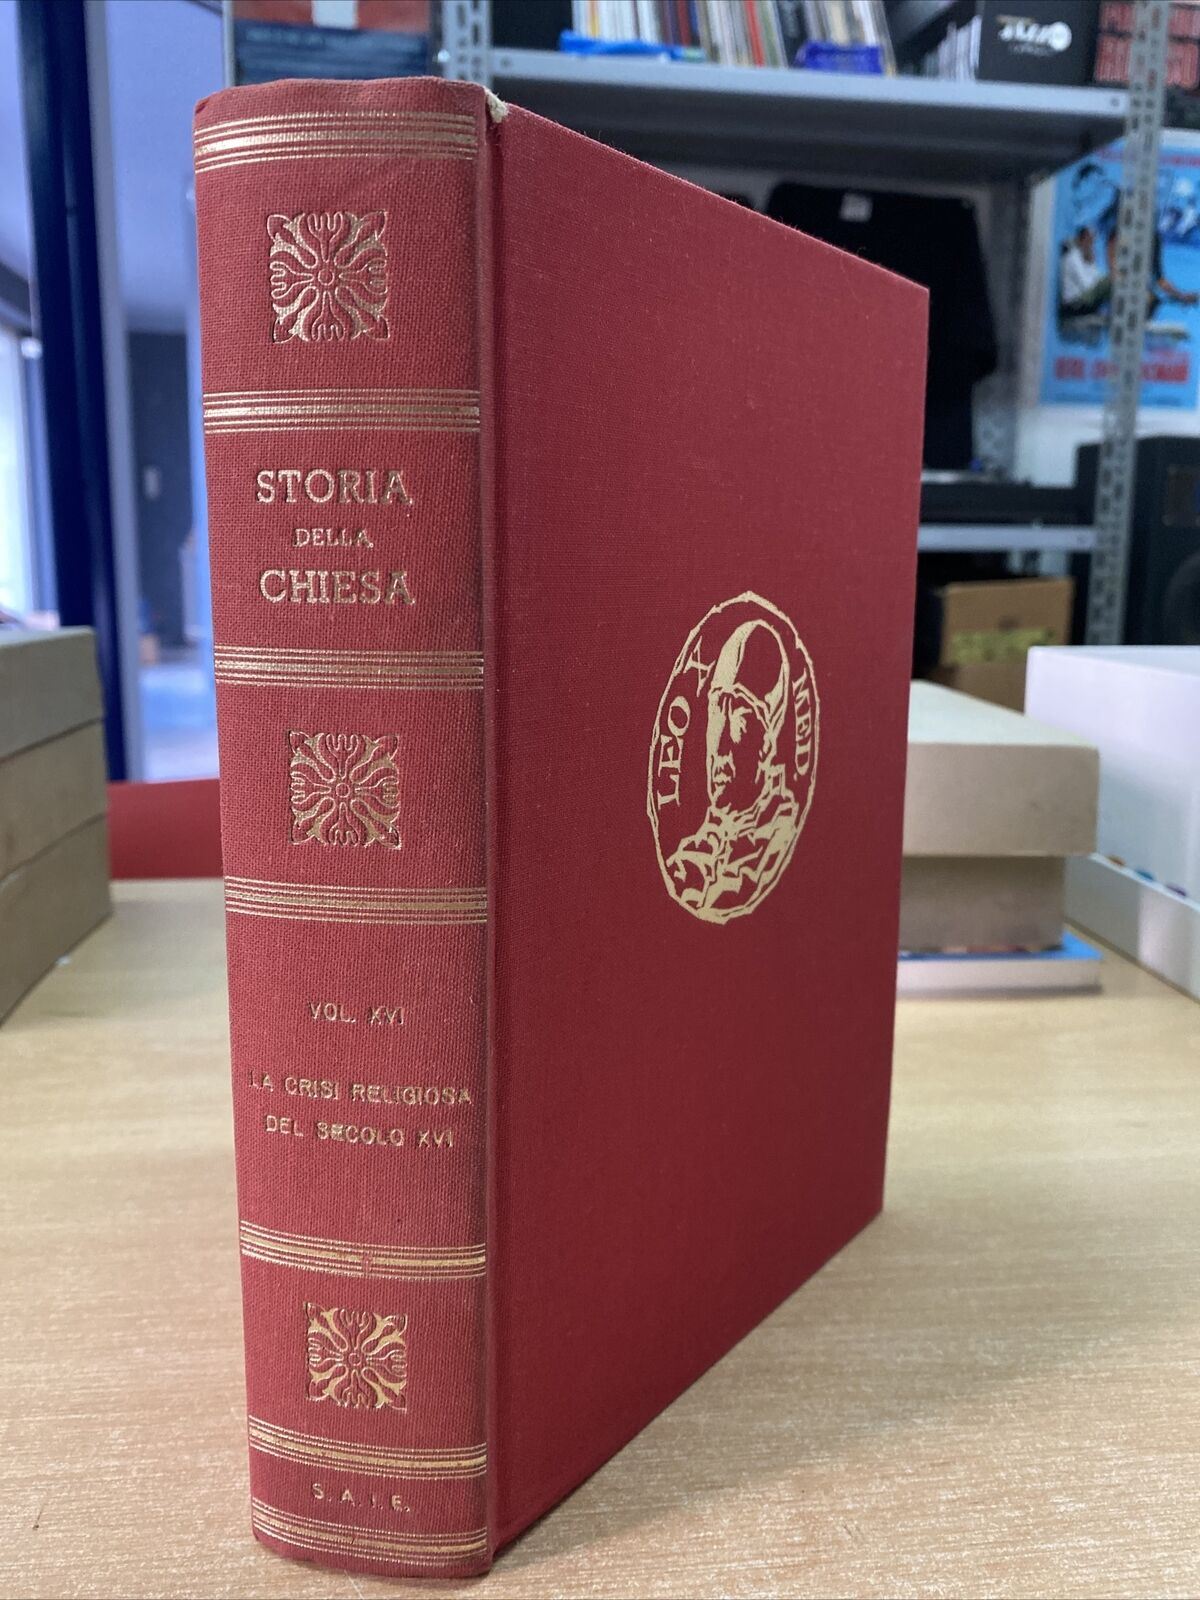 STORIA
DELLA
CHIESA
VOL. XVI
LA CRISI RELIGIOSA
DEL SECOLO XVI
S. A. I. E.
LEO X MED.